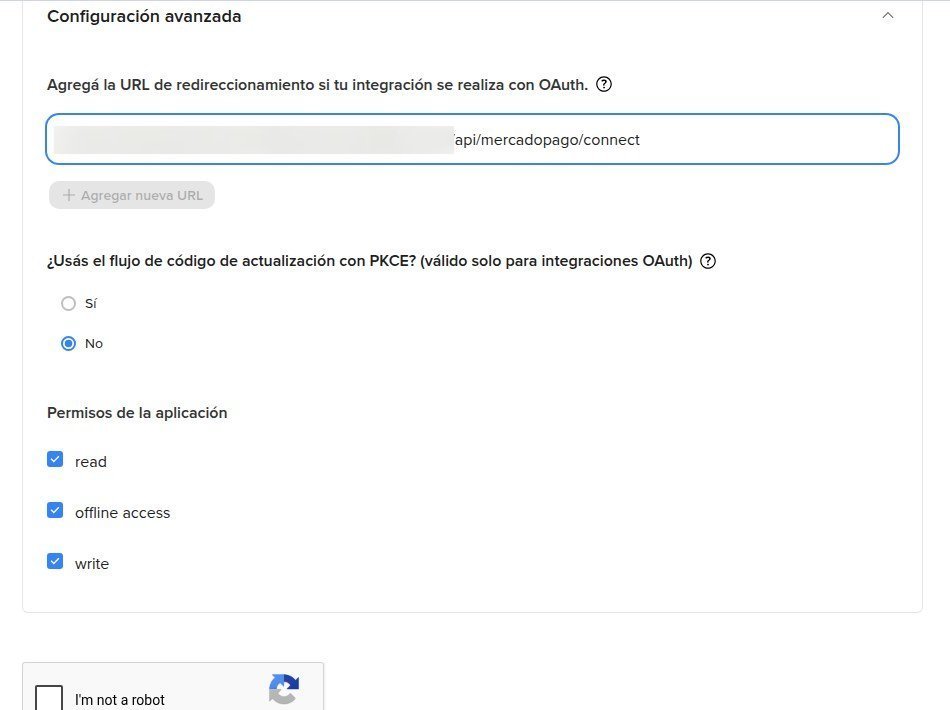 Configuración avanzada
Agregá la URL de redireccionamiento si tu integración se realiza con OAuth. ?
/api/mercadopago/connect
+ Agregar nueva URL
¿Usás el flujo de código de actualización con PKCE? (válido solo para integraciones OAuth) ?
Sí
No
Permisos de la aplicación
read
offline access
write
I'm not a robot